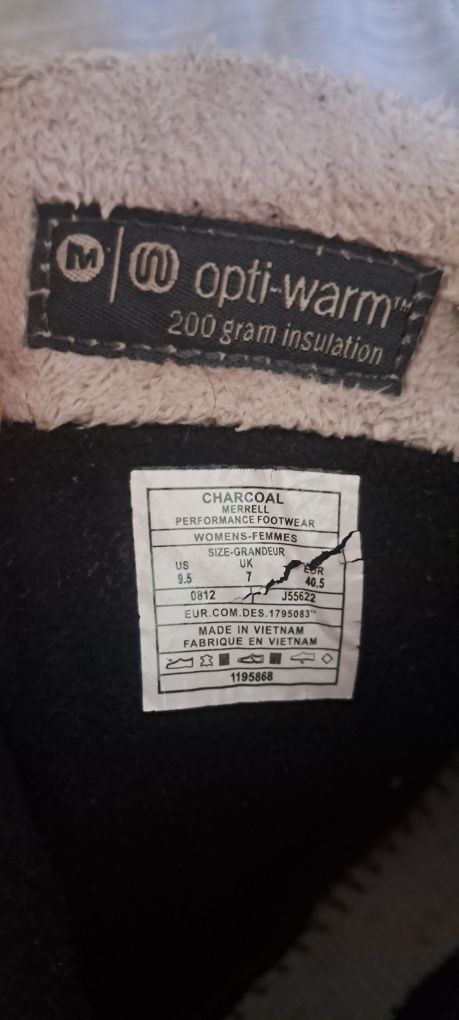 M opti-warm™
200 gram insulation
CHARCOAL
MERRELL
PERFORMANCE FOOTWEAR
WOMENS-FEMMES
SIZE-GRANDEUR
US UK EUR
9.5 7 40.5
0812 J55622
EUR.COM.DES.1795083"
MADE IN VIETNAM
FABRIQUE EN VIETNAM
1195868